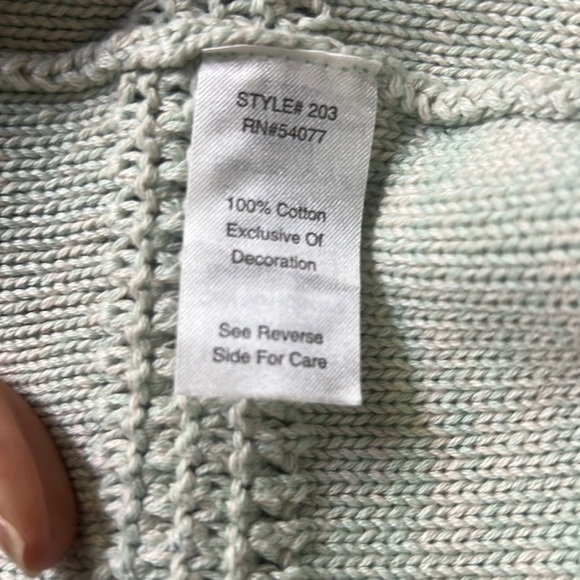 STYLE# 203
RN#54077
100% Cotton
Exclusive Of
Decoration
See Reverse
Side For Care